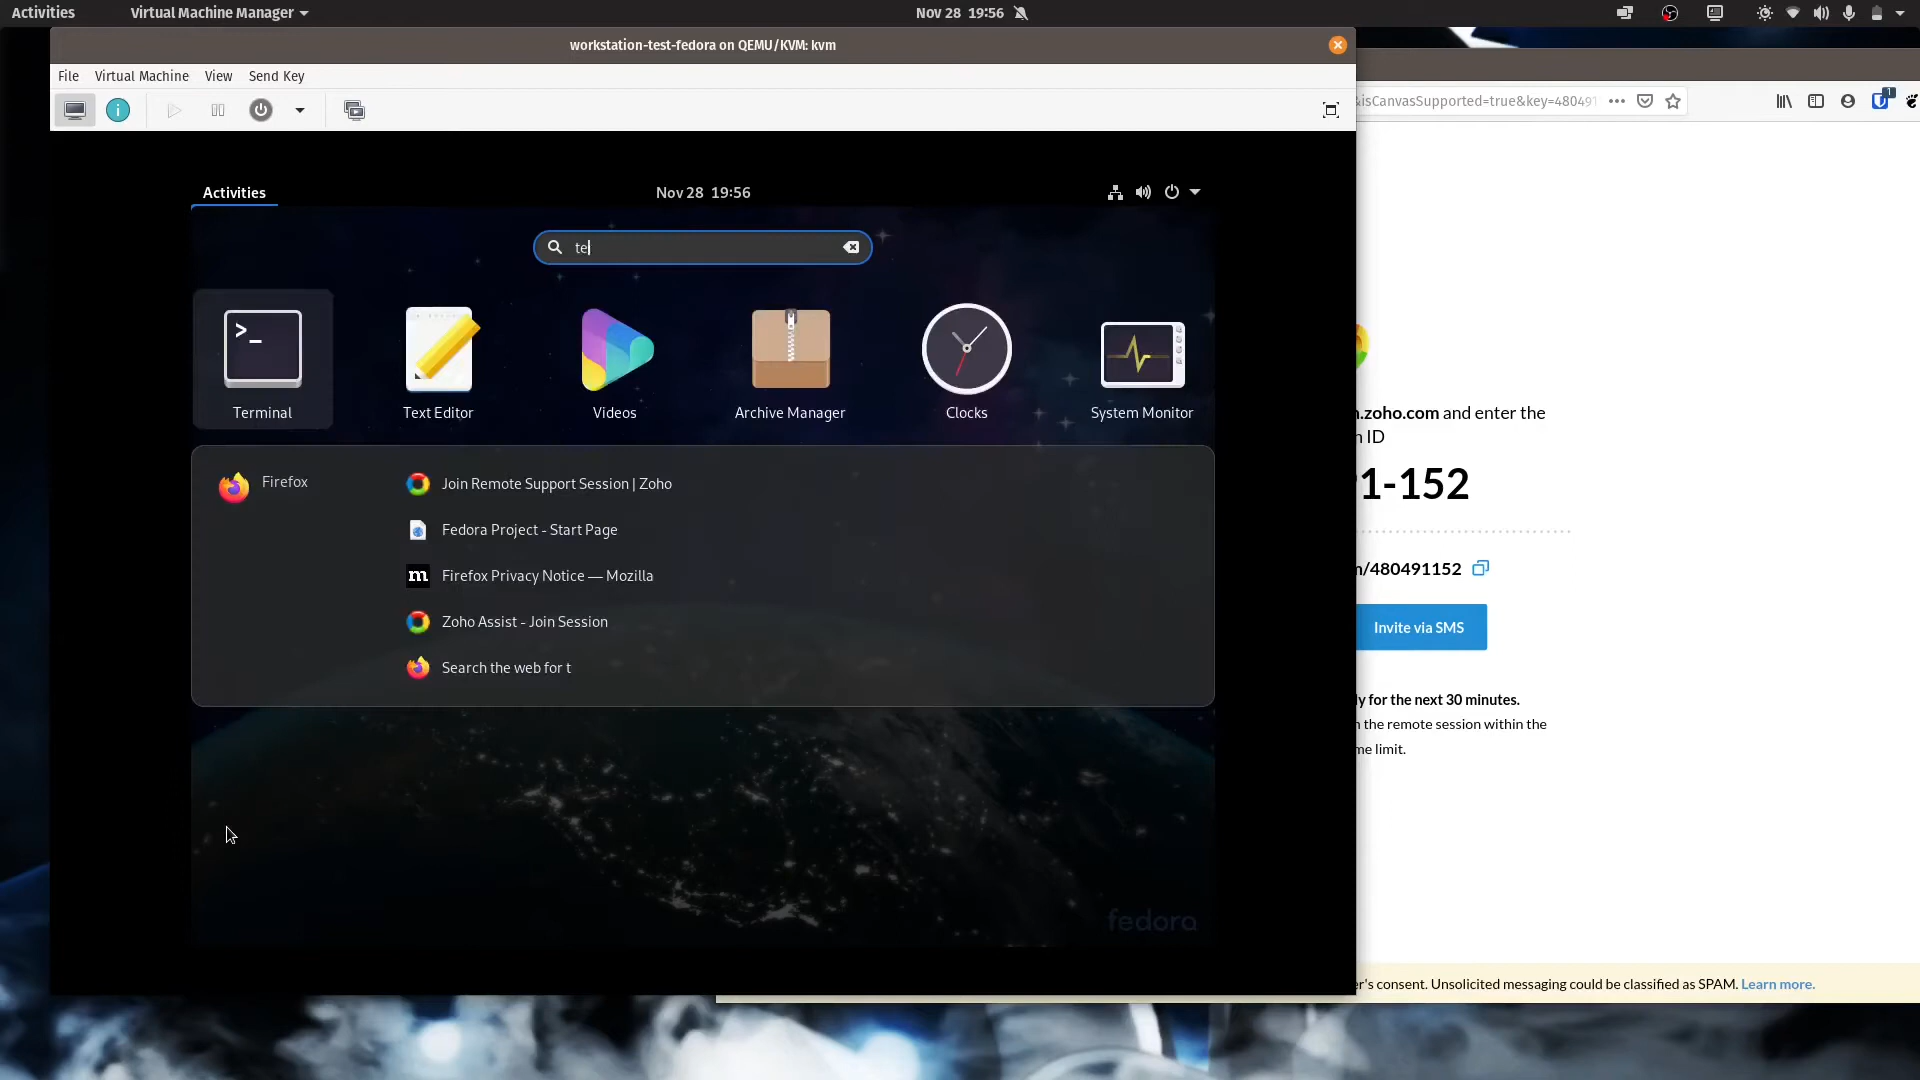 Activities
Virtual Machine Manager
Nov 28 19:56
workstation-test-fedora on QEMU/KVM: kvm
File Virtual Machine View Send Key
isCanvasSupported=true&key=48049
1
Activities
Nov 28 19:56
te
>_
Terminal
Text Editor
Videos
Archive Manager
Clocks
System Monitor
Firefox
Join Remote Support Session | Zoho
Fedora Project - Start Page
m Firefox Privacy Notice — Mozilla
Zoho Assist - Join Session
Search the web for t
fedora
.zoho.com and enter the
ID
1-152
/480491152
Invite via SMS
y for the next 30 minutes.
the remote session within the
me limit.
er's consent. Unsolicited messaging could be classified as SPAM. Learn more.